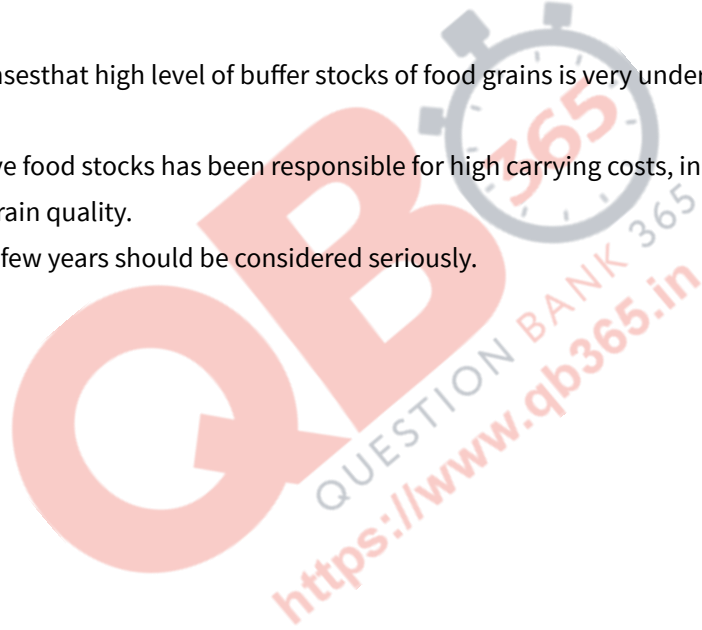 nsesthat high level of buffer stocks of food grains is very under
ve food stocks has been responsible for high carrying costs, in
rain quality.
few years should be considered seriously.
365
QB
QUESTION BANK 365
https://www.qb365.in